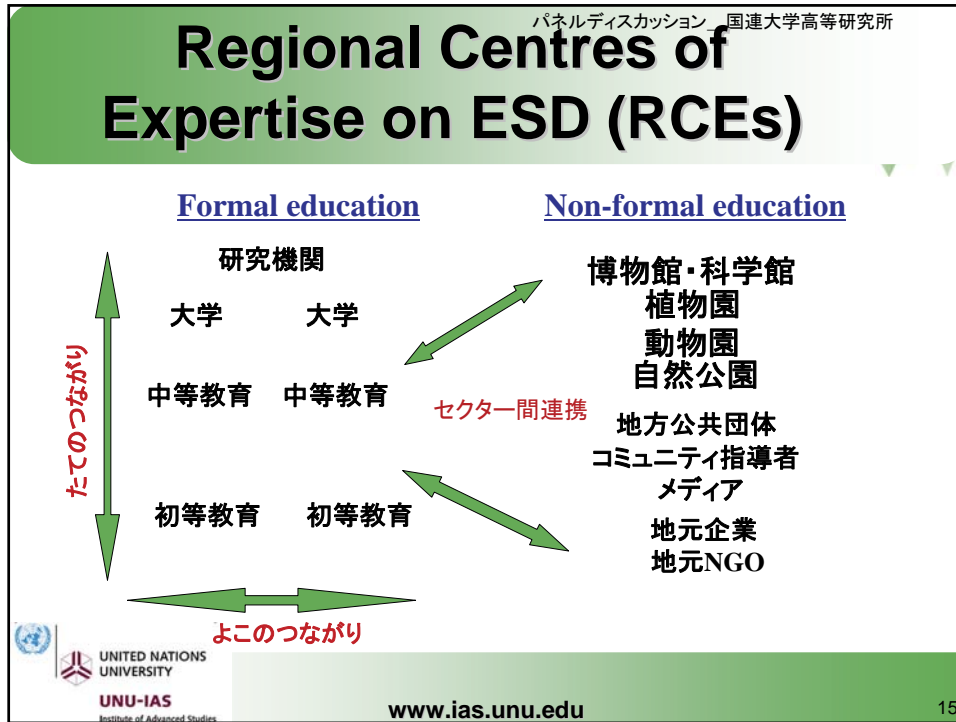 パネルディスカッション_ 国連大学高等研究所
Regional Centres of
Expertise on ESD (RCEs)
Formal education
研究機関
大学 大学
中等教育 中等教育
初等教育 初等教育
たてのつながり
よこのつながり
セクター間連携
Non-formal education
博物館・科学館
植物園
動物園
自然公園
地方公共団体
コミュニティ指導者
メディア
地元企業
地元NGO
UNITED NATIONS
UNIVERSITY
UNU-IAS
Institute of Advanced Studies
www.ias.unu.edu
15